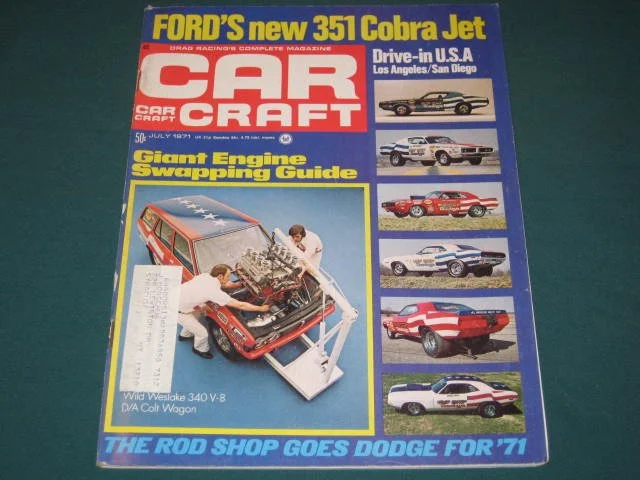 FORD'S new 351 Cobra Jet
DRAG RACING'S COMPLETE MAGAZINE
CAR
CRAFT
CAR
CRAFT
50¢ JULY 1971
Drive-in U.S.A
Los Angeles/San Diego
Giant Engine
Swapping Guide
Wild Weslake 340 V-8
D/A Colt Wagon
THE ROD SHOP GOES DODGE FOR '71